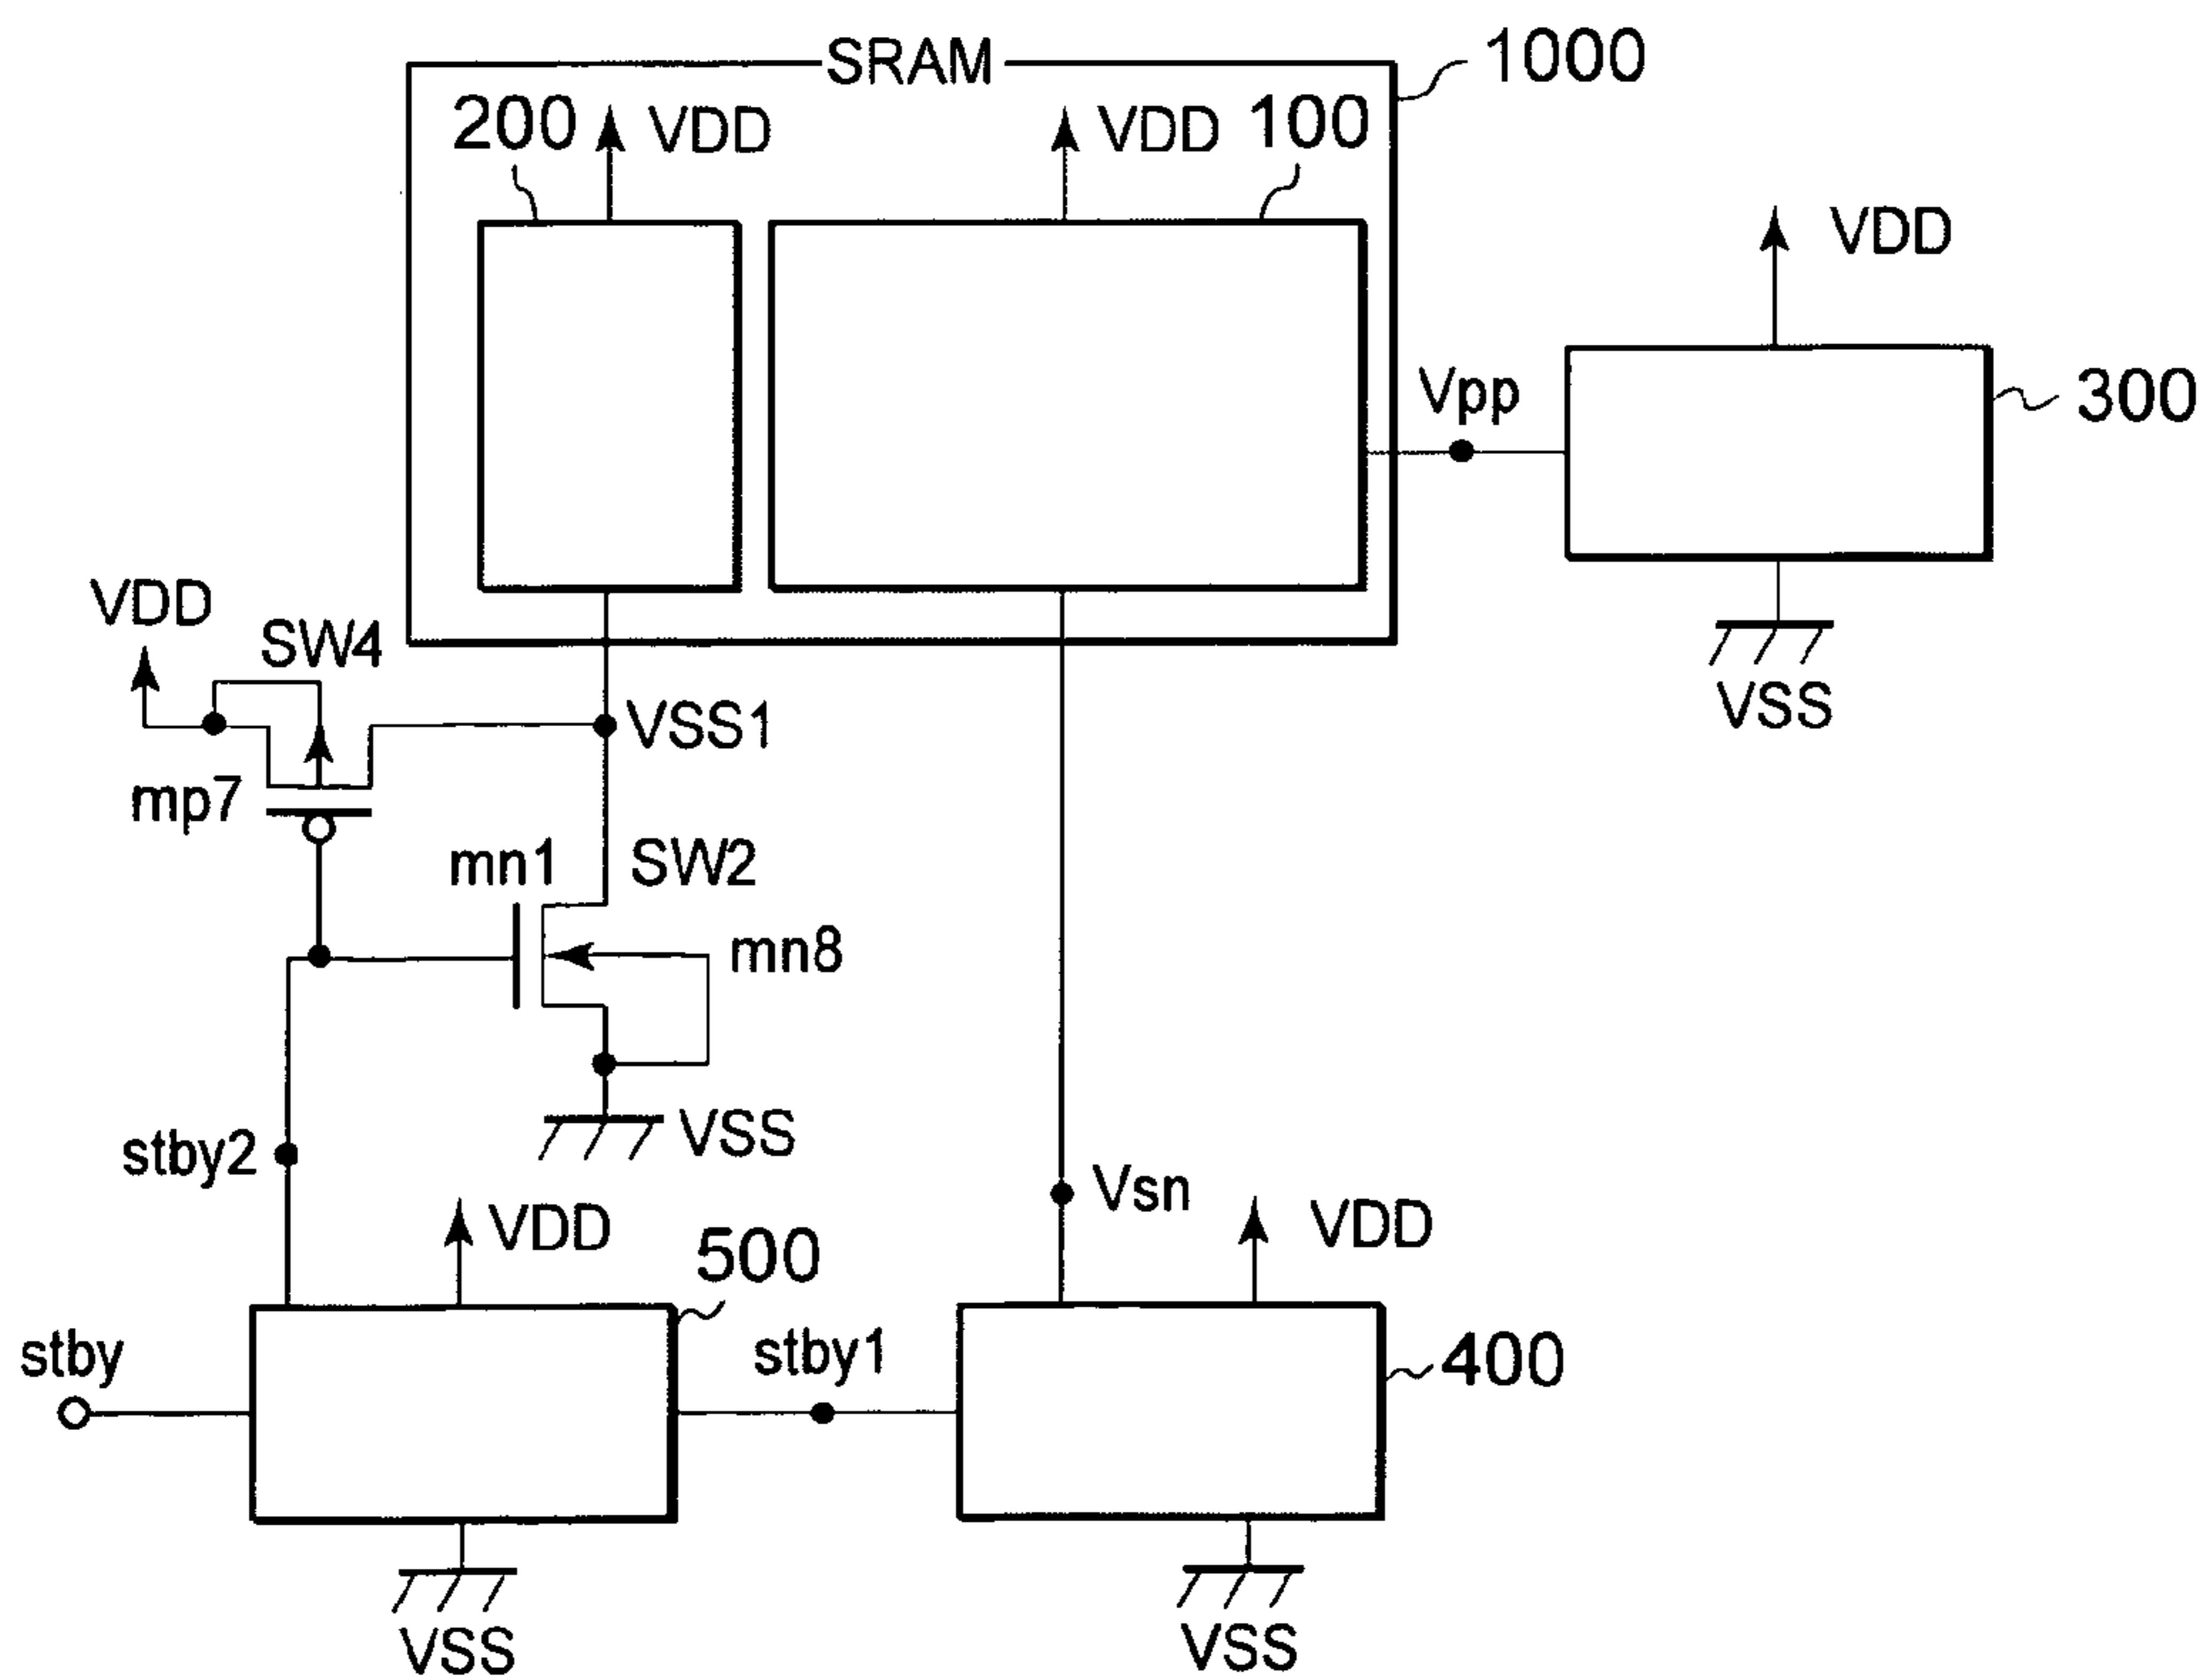 SRAM
1000
200
VDD
VDD
100
VDD
Vpp
300
VDD
SW4
VSS
VSS1
mp7
mn1
SW2
mn8
stby2
VSS
Vsn
VDD
500
VDD
stby
stby1
400
VSS
VSS